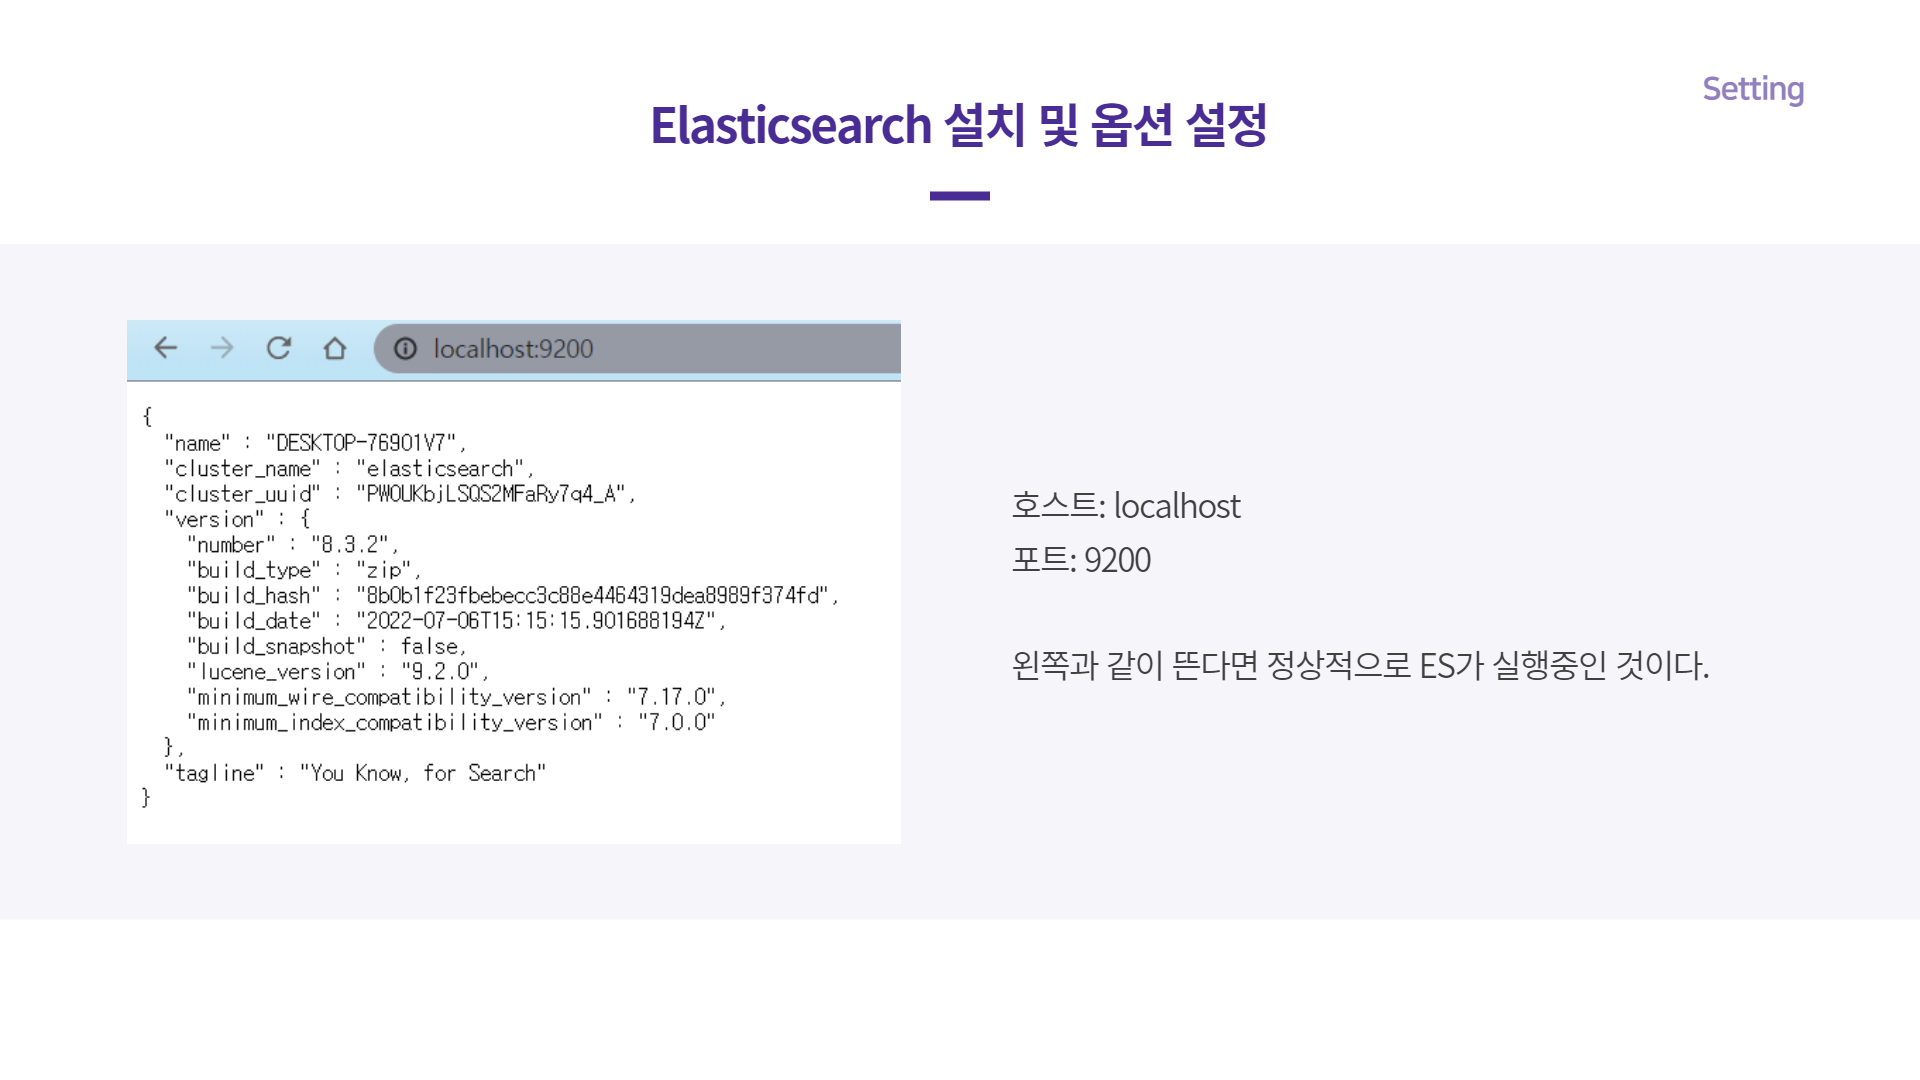 Setting
Elasticsearch 설치 및 옵션 설정
localhost:9200
{
  "name" : "DESKTOP-76901V7",
  "cluster_name" : "elasticsearch",
  "cluster_uuid" : "PWOUKbjLSQS2MFaRy7q4_A",
  "version" : {
    "number" : "8.3.2",
    "build_type" : "zip",
    "build_hash" : "8b0b1f23fbebecc3c88e4464319dea8989f374fd",
    "build_date" : "2022-07-06T15:15:15.901688194Z",
    "build_snapshot" : false,
    "lucene_version" : "9.2.0",
    "minimum_wire_compatibility_version" : "7.17.0",
    "minimum_index_compatibility_version" : "7.0.0"
  },
  "tagline" : "You Know, for Search"
}
호스트: localhost
포트: 9200
왼쪽과 같이 뜬다면 정상적으로 ES가 실행중인 것이다.